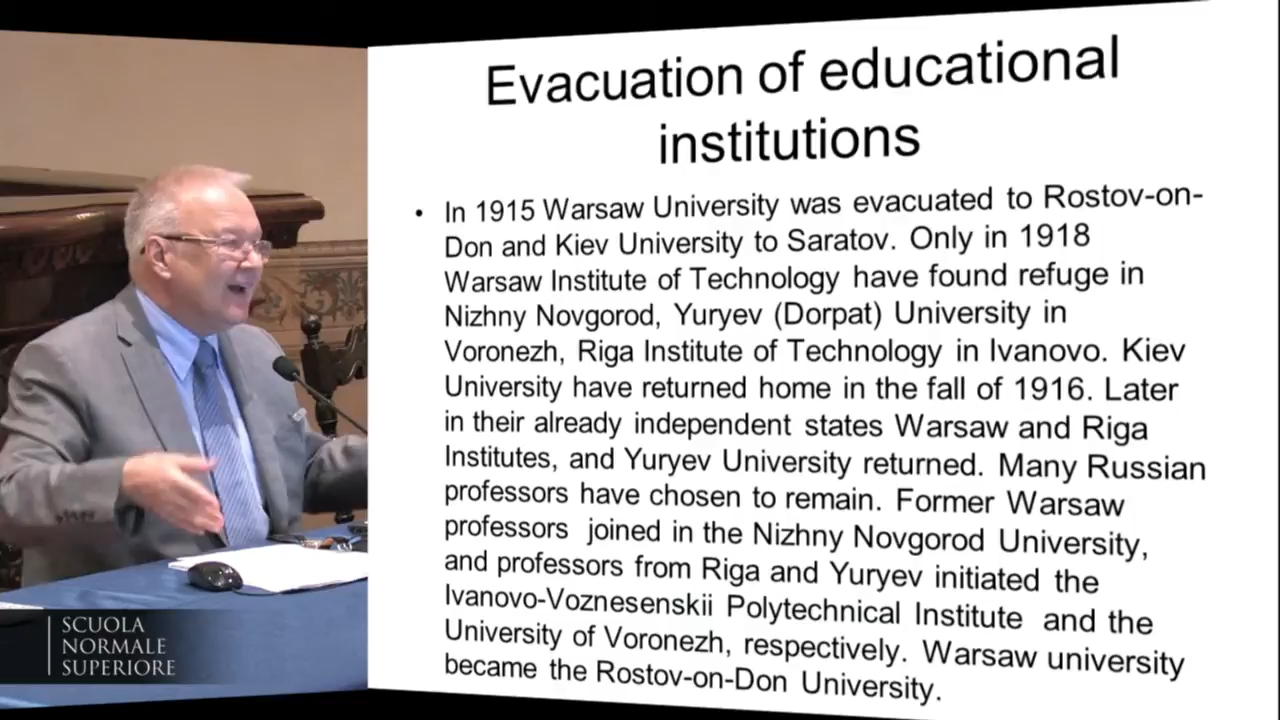 Evacuation of educational
institutions
• In 1915 Warsaw University was evacuated to Rostov-on-
Don and Kiev University to Saratov. Only in 1918
Warsaw Institute of Technology have found refuge in
Nizhny Novgorod, Yuryev (Dorpat) University in
Voronezh, Riga Institute of Technology in Ivanovo. Kiev
University have returned home in the fall of 1916. Later
in their already independent states Warsaw and Riga
Institutes, and Yuryev University returned. Many Russian
professors have chosen to remain. Former Warsaw
professors joined in the Nizhny Novgorod University,
and professors from Riga and Yuryev initiated the
Ivanovo-Voznesenskii Polytechnical Institute and the
University of Voronezh, respectively. Warsaw university
became the Rostov-on-Don University.
SCUOLA
NORMALE
SUPERIORE